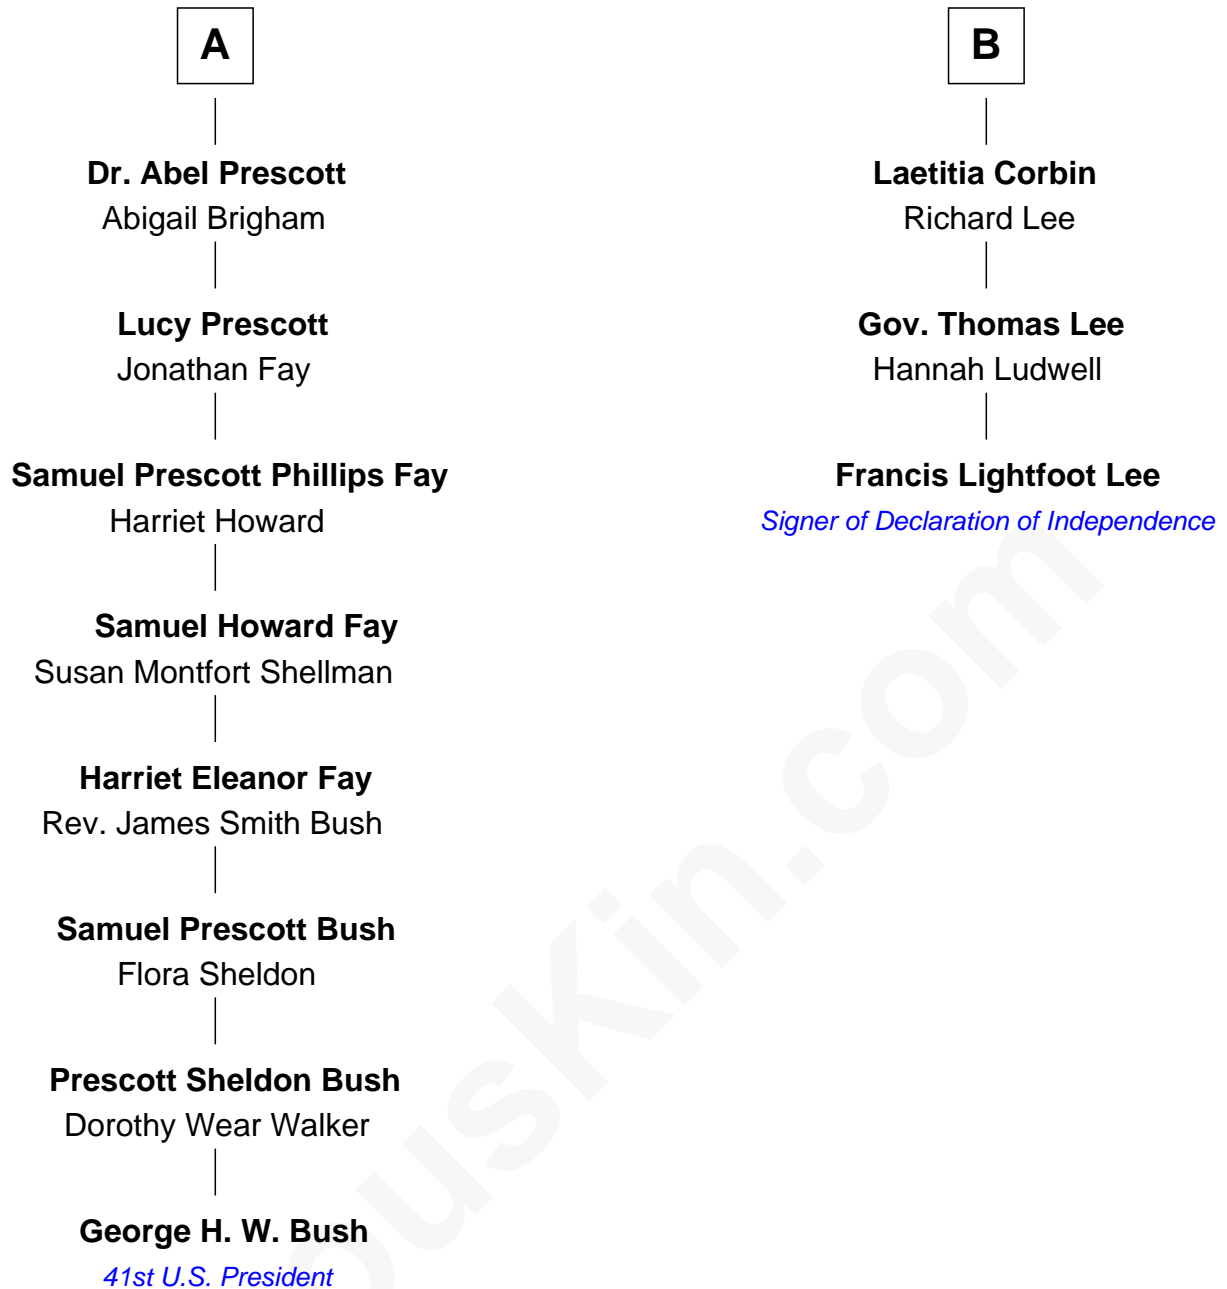 A
Dr. Abel Prescott
Abigail Brigham
Lucy Prescott
Jonathan Fay
Samuel Prescott Phillips Fay
Harriet Howard
Samuel Howard Fay
Susan Montfort Shellman
Harriet Eleanor Fay
Rev. James Smith Bush
Samuel Prescott Bush
Flora Sheldon
Prescott Sheldon Bush
Dorothy Wear Walker
George H. W. Bush
41st U.S. President
B
Laetitia Corbin
Richard Lee
Gov. Thomas Lee
Hannah Ludwell
Francis Lightfoot Lee
Signer of Declaration of Independence
ousKin.com